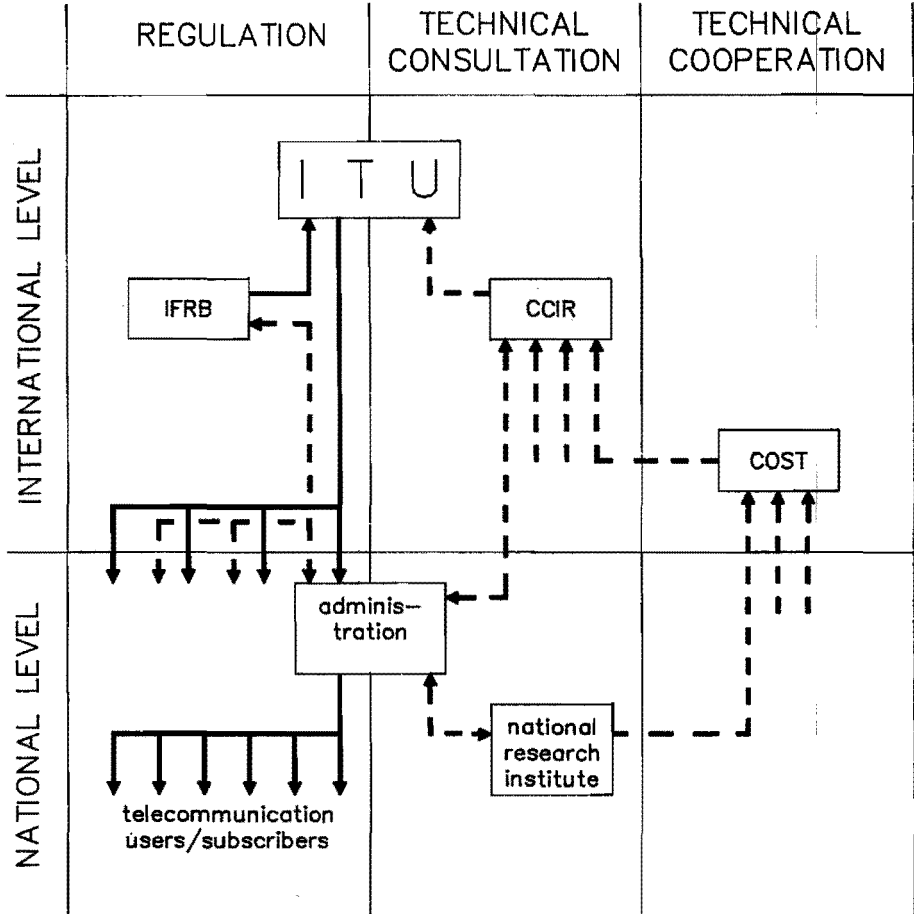 REGULATION
TECHNICAL
CONSULTATION
TECHNICAL
COOPERATION
INTERNATIONAL LEVEL
I T U
IFRB
CCIR
COST
NATIONAL LEVEL
adminis-
tration
national
research
institute
telecommunication
users/subscribers